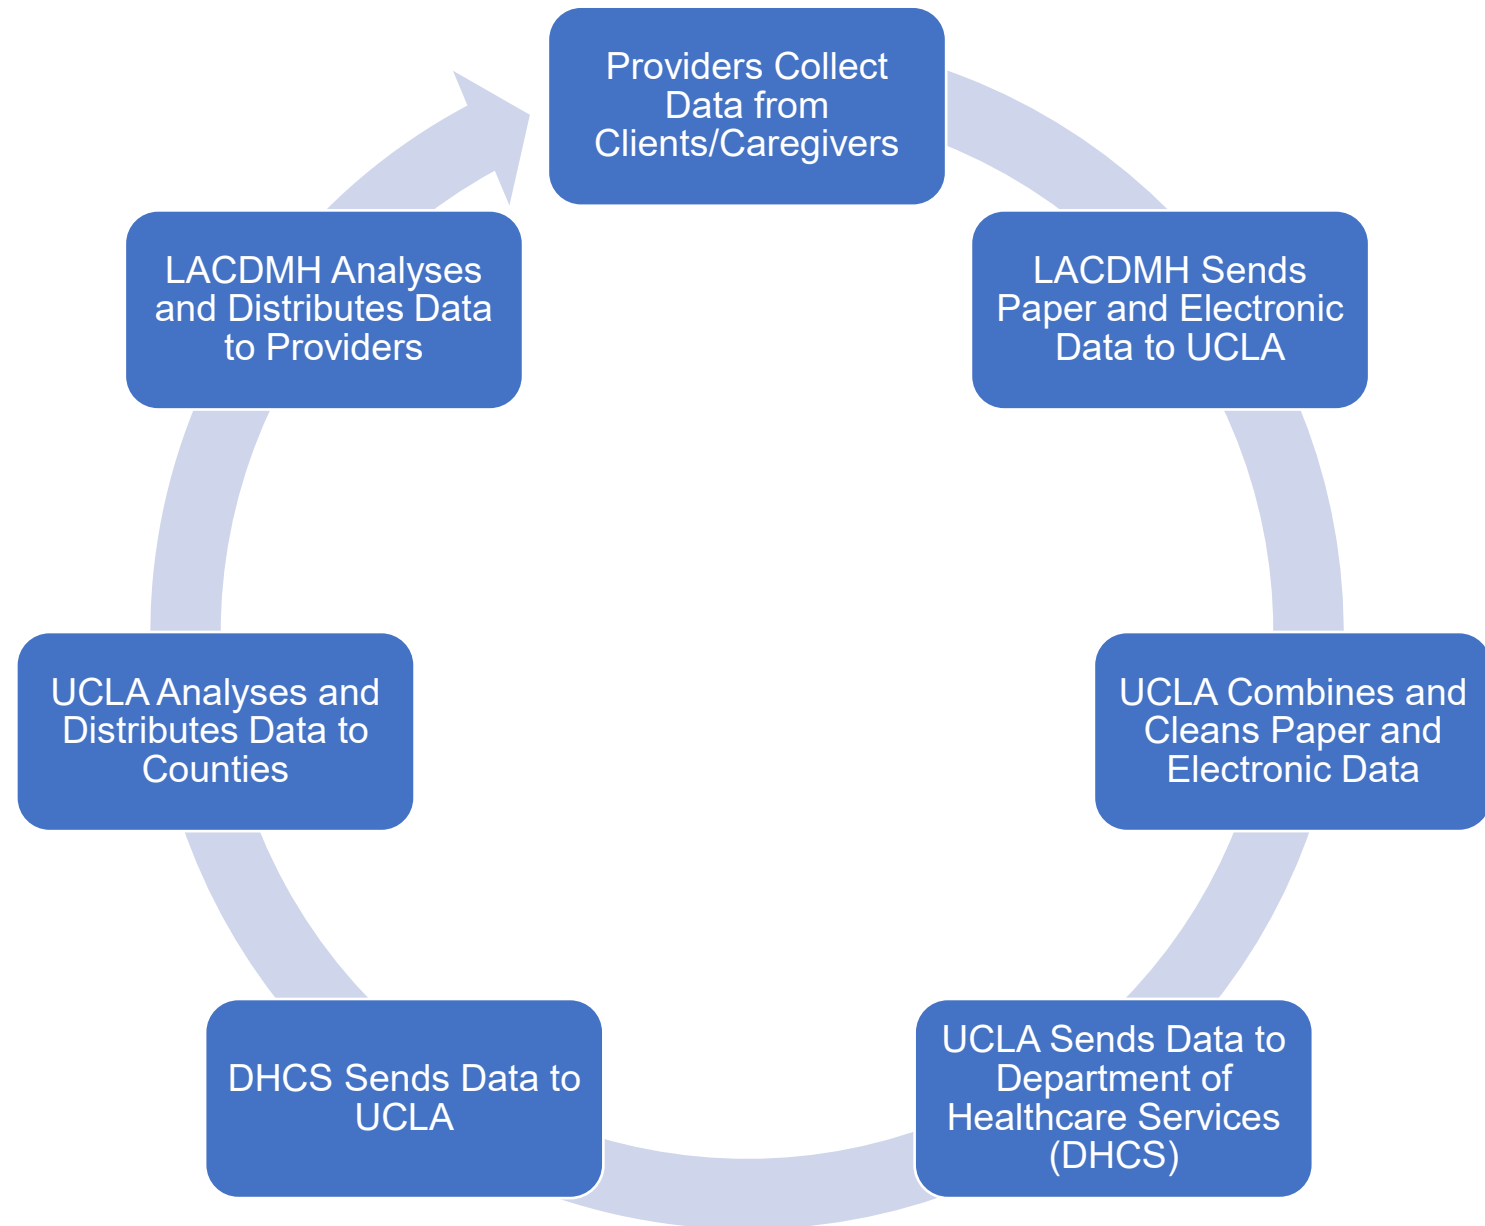 Providers Collect
Data from
Clients/Caregivers
LACDMH Sends
Paper and Electronic
Data to UCLA
UCLA Combines and
Cleans Paper and
Electronic Data
UCLA Sends Data to
Department of
Healthcare Services
(DHCS)
DHCS Sends Data to
UCLA
UCLA Analyses and
Distributes Data to
Counties
LACDMH Analyses
and Distributes Data
to Providers